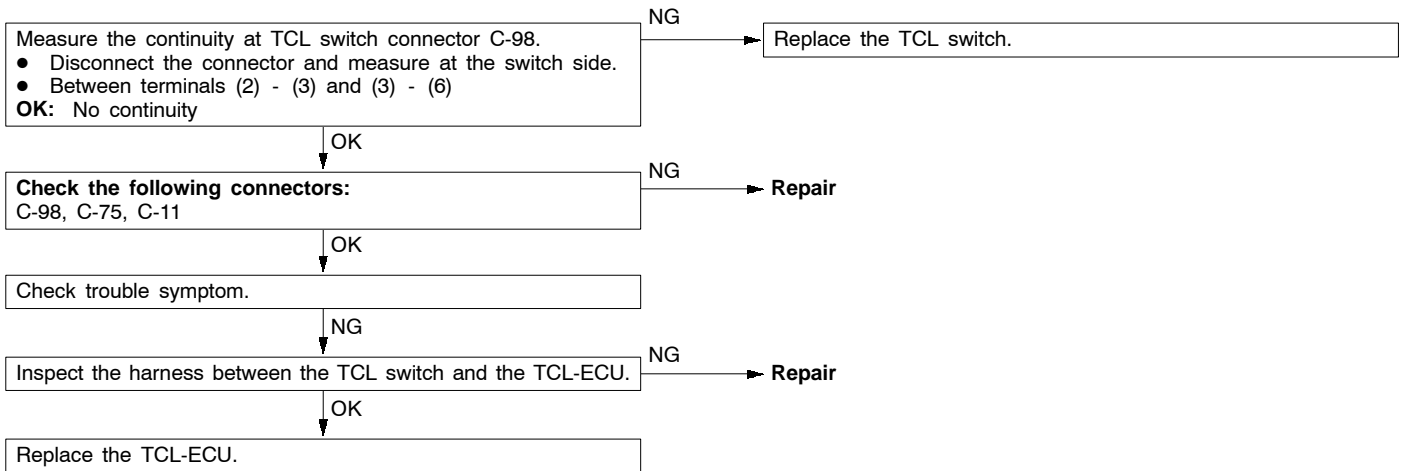 Measure the continuity at TCL switch connector C-98.
● Disconnect the connector and measure at the switch side.
● Between terminals (2) - (3) and (3) - (6)
OK: No continuity
NG
Replace the TCL switch.
OK
Check the following connectors:
C-98, C-75, C-11
NG
Repair
OK
Check trouble symptom.
NG
Inspect the harness between the TCL switch and the TCL-ECU.
NG
Repair
OK
Replace the TCL-ECU.